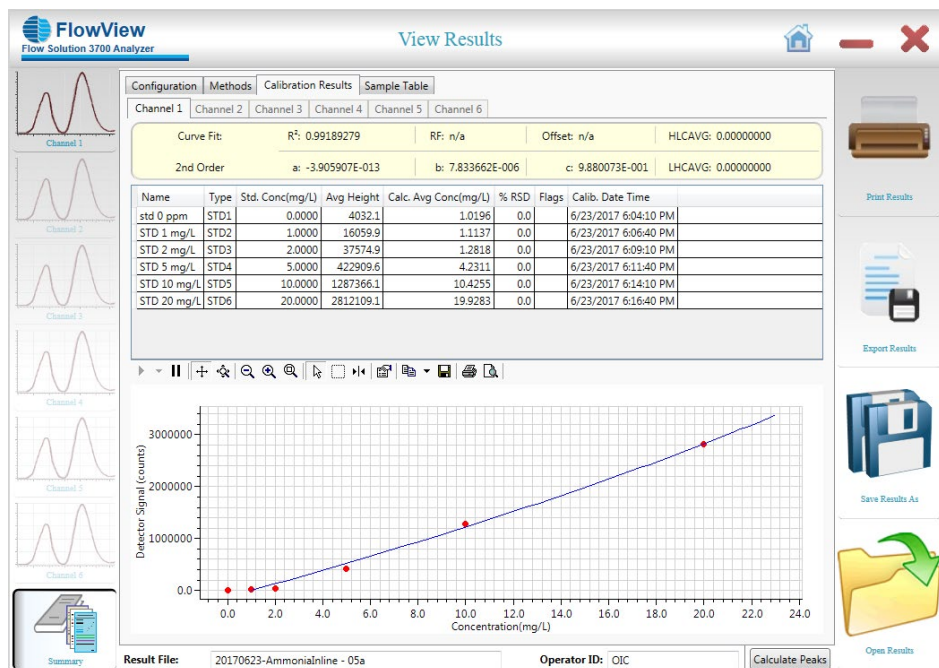 FlowView
Flow Solution 3700 Analyzer
View Results
Channel 1
Channel 2
Channel 3
Channel 4
Channel 5
Channel 6
Summary
Configuration Methods Calibration Results Sample Table
Channel 1 Channel 2 Channel 3 Channel 4 Channel 5 Channel 6
Curve Fit: R²: 0.99189279 RF: n/a Offset: n/a HLCAVG: 0.00000000
2nd Order a: -3.905907E-013 b: 7.833662E-006 c: 9.880073E-001 LHCAVG: 0.00000000
Name Type Std. Conc(mg/L) Avg Height Calc. Avg Conc(mg/L) % RSD Flags Calib. Date Time
std 0 ppm STD1 0.0000 4032.1 1.0196 0.0 6/23/2017 6:04:10 PM
STD 1 mg/L STD2 1.0000 16059.9 1.1137 0.0 6/23/2017 6:06:40 PM
STD 2 mg/L STD3 2.0000 37574.9 1.2818 0.0 6/23/2017 6:09:10 PM
STD 5 mg/L STD4 5.0000 422909.6 4.2311 0.0 6/23/2017 6:11:40 PM
STD 10 mg/L STD5 10.0000 1287366.1 10.4255 0.0 6/23/2017 6:14:10 PM
STD 20 mg/L STD6 20.0000 2812109.1 19.9283 0.0 6/23/2017 6:16:40 PM
Detector Signal (counts)
3000000
2000000
1000000
0.0
0.0 2.0 4.0 6.0 8.0 10.0 12.0 14.0 16.0 18.0 20.0 22.0 24.0
Concentration(mg/L)
Result File: 20170623-AmmoniaInline - 05a Operator ID: OIC Calculate Peaks
Print Results
Export Results
Save Results As
Open Results